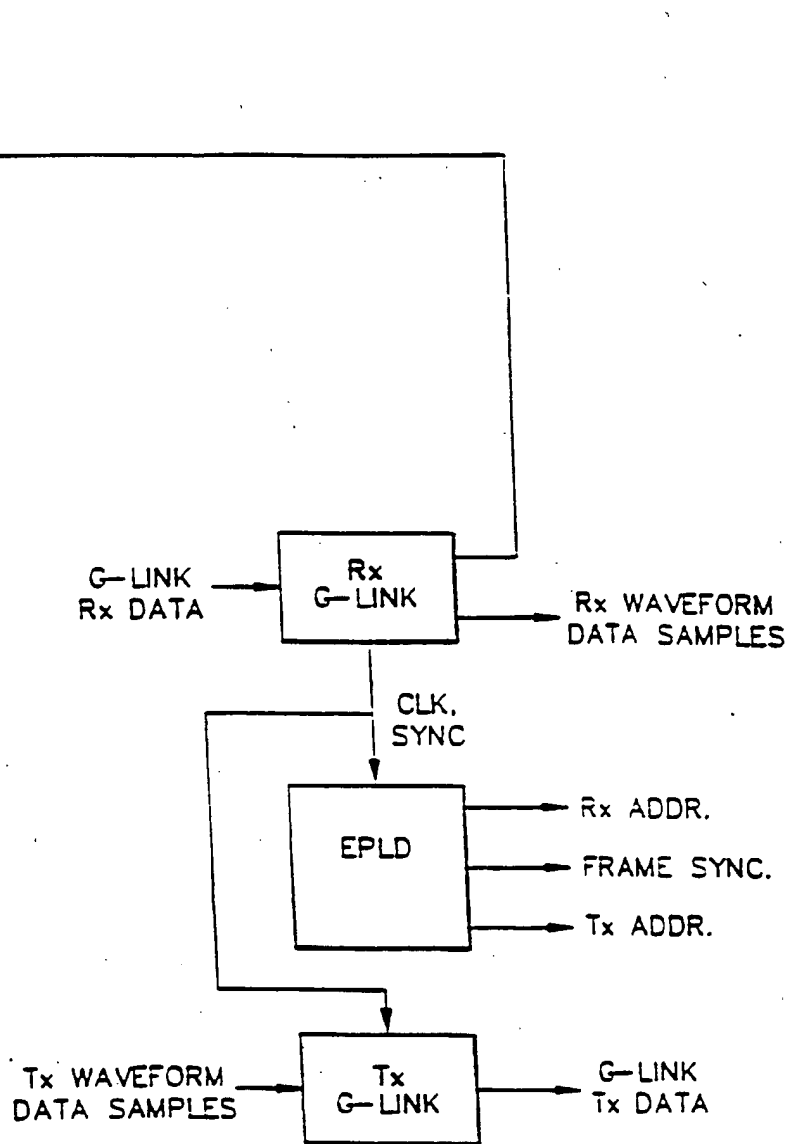 G-LINK
Rx DATA
Rx
G-LINK
Rx WAVEFORM
DATA SAMPLES
CLK.
SYNC
EPLD
Rx ADDR.
FRAME SYNC.
Tx ADDR.
Tx WAVEFORM
DATA SAMPLES
Tx
G-LINK
G-LINK
Tx DATA